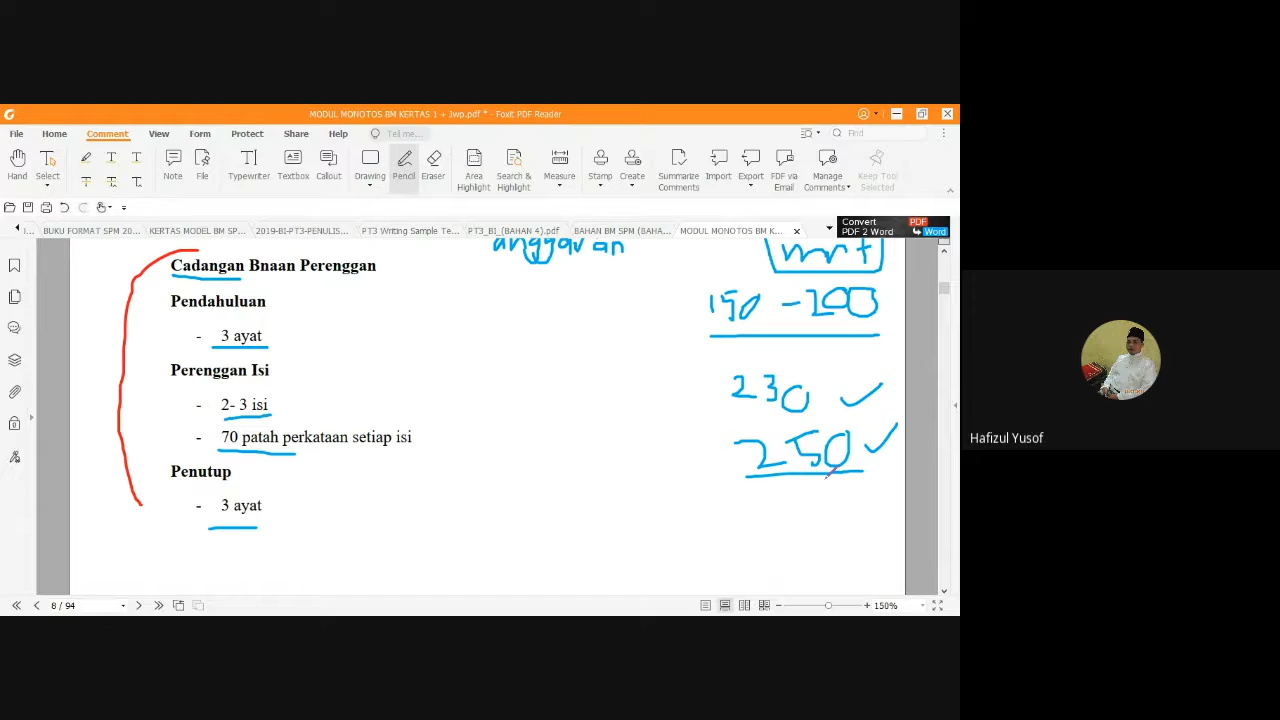 MODUL MONOTOS BM KERTAS 1 + Jwp.pdf * - Foxit PDF Reader
File Home Comment View Form Protect Share Help Tell me... Find
Hand Select Note File Typewriter Textbox Callout Drawing Pencil Eraser Area Highlight Search & Highlight Measure Stamp Create Summarize Comments Import Export FDF via Email Manage Comments Keep Tool Selected
I... BUKU FORMAT SPM 20... KERTAS MODEL BM SP... 2019-BI-PT3-PENULIS... PT3 Writing Sample Te... PT3_BI_(BAHAN 4).pdf BAHAN BM SPM (BAHA... MODUL MONOTOS BM K...
Convert PDF
PDF 2 Word Word
anggaran
Cadangan Bnaan Perenggan
Pendahuluan
150 - 200
- 3 ayat
Perenggan Isi
230
- 2- 3 isi
- 70 patah perkataan setiap isi
250
Penutup
- 3 ayat
Hafizul Yusof
8 / 94
150%